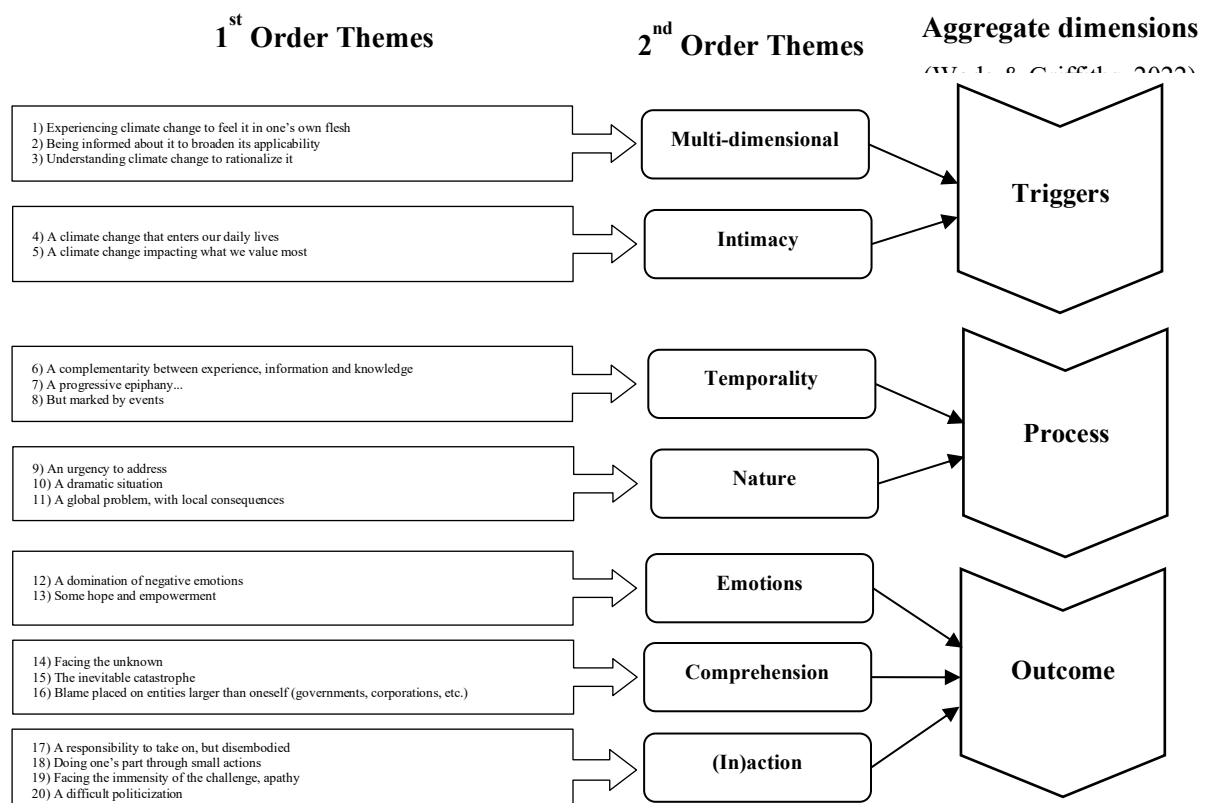 1st Order Themes
2nd Order Themes
Aggregate dimensions
& 2022)
1) Experiencing climate change to feel it in one's own flesh
2) Being informed about it to broaden its applicability
3) Understanding climate change to rationalize it
Multi-dimensional
Triggers
4) A climate change that enters our daily lives
5) A climate change impacting what we value most
Intimacy
6) A complementarity between experience, information and knowledge
7) A progressive epiphany...
8) But marked by events
Temporality
Process
9) An urgency to address
10) A dramatic situation
11) A global problem, with local consequences
Nature
12) A domination of negative emotions
13) Some hope and empowerment
Emotions
14) Facing the unknown
15) The inevitable catastrophe
16) Blame placed on entities larger than oneself (governments, corporations, etc.)
Comprehension
Outcome
17) A responsibility to take on, but disembodied
18) Doing one's part through small actions
19) Facing the immensity of the challenge, apathy
20) A difficult politicization
(In)action